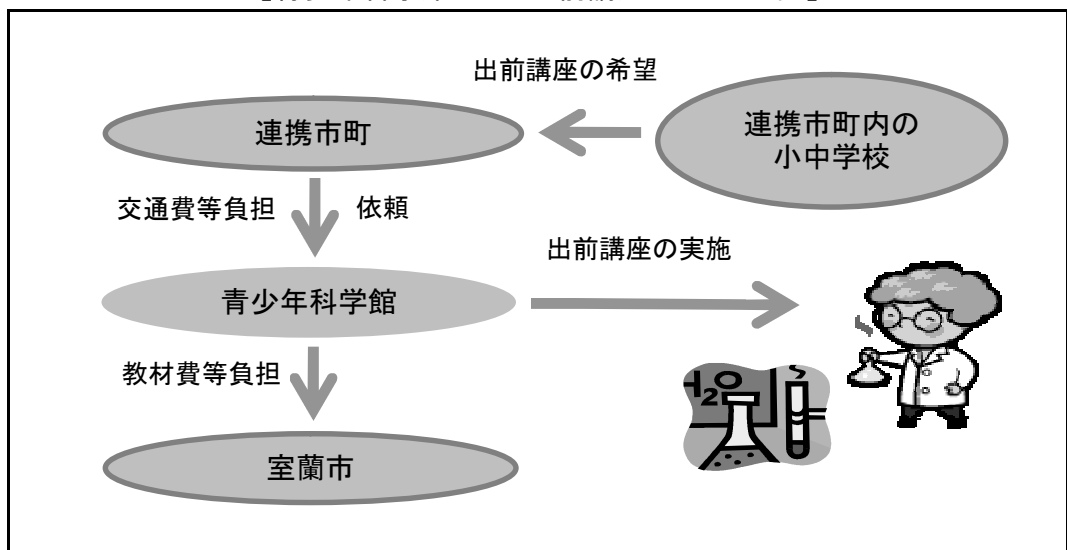 出前講座の希望
連携市町
連携市町内の
小中学校
交通費等負担
依頼
出前講座の実施
青少年科学館
教材費等負担
室蘭市
H₂O